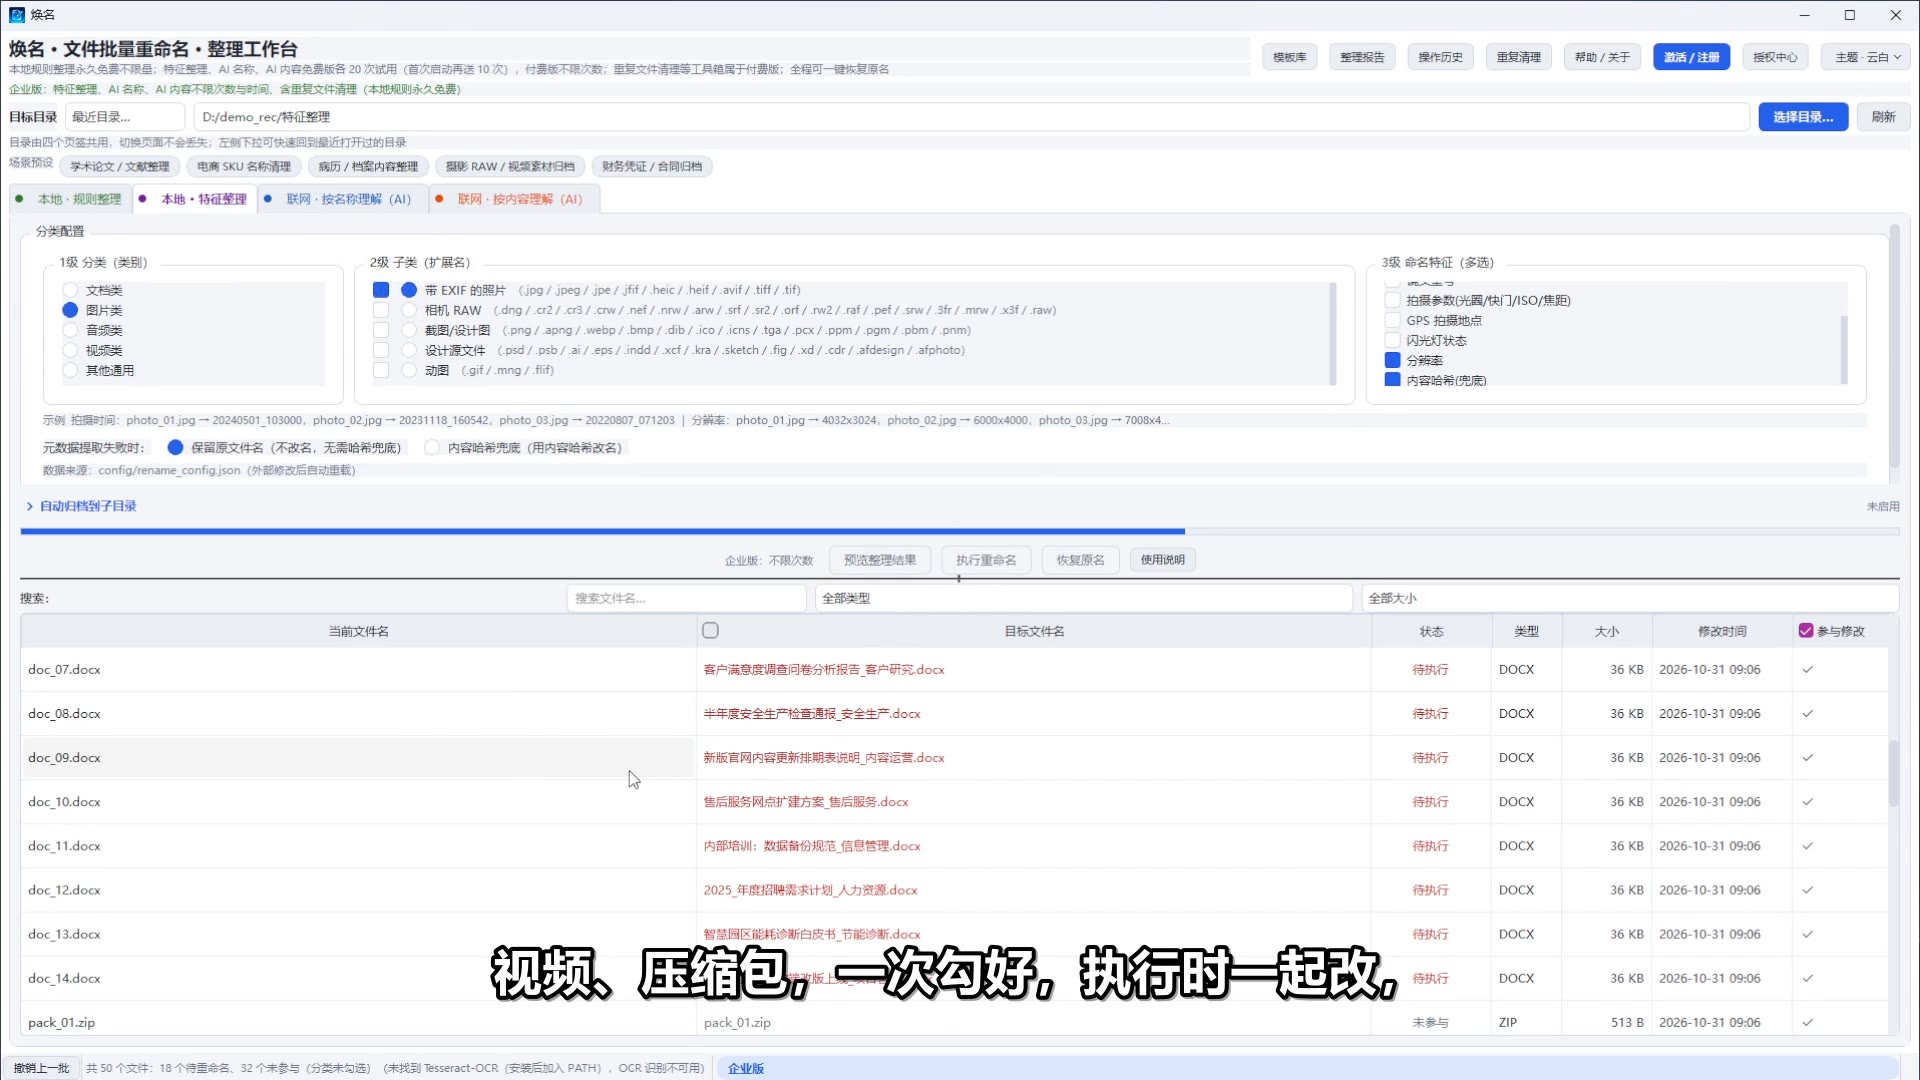 焕名
焕名・文件批量重命名・整理工作台
本地规则整理永久免费不限量；特征整理、AI 名称、AI 内容免费版各 20 次试用（首次启动再送 10 次），付费版不限次数；重复文件清理等工具箱属于付费版；全程可一键恢复原名
企业版：特征整理、AI 名称、AI 内容不限次数与时间、含重复文件清理（本地规则永久免费）
模板库 整理报告 操作历史 重复清理 帮助 / 关于 激活 / 注册 授权中心 主题 · 云白
目标目录 最近目录... D:/demo_rec/特征整理 选择目录... 刷新
目录由四个页签共用，切换页面不会丢失；左侧下拉可快速回到最近打开过的目录
场景预设 学术论文 / 文献整理 电商 SKU 名称清理 病历 / 档案内容整理 摄影 RAW / 视频素材归档 财务凭证 / 合同归档
本地 · 规则整理 本地・特征整理 联网 · 按名称理解（AI） 联网 · 按内容理解（AI）
分类配置
1级 分类（类别） 2级 子类（扩展名） 3级 命名特征（多选）
文档类
图片类
音频类
视频类
其他通用
带 EXIF 的照片 (.jpg / .jpeg / .jpe / .jfif / .heic / .heif / .avif / .tiff / .tif)
相机 RAW (.dng / .cr2 / .cr3 / .crw / .nef / .nrw / .arw / .srf / .sr2 / .orf / .rw2 / .raf / .pef / .srw / .3fr / .mrw / .x3f / .raw)
截图/设计图 (.png / .apng / .webp / .bmp / .dib / .ico / .icns / .tga / .pcx / .ppm / .pgm / .pbm / .pnm)
设计源文件 (.psd / .psb / .ai / .eps / .indd / .xcf / .kra / .sketch / .fig / .xd / .cdr / .afdesign / .afphoto)
动图 (.gif / .mng / .flif)
拍摄参数(光圈/快门/ISO/焦距)
GPS 拍摄地点
闪光灯状态
分辨率
内容哈希(兜底)
示例 拍摄时间：photo_01.jpg → 20240501_103000，photo_02.jpg → 20231118_160542，photo_03.jpg → 20220807_071203 | 分辨率：photo_01.jpg → 4032x3024，photo_02.jpg → 6000x4000，photo_03.jpg → 7008x4...
元数据提取失败时： 保留原文件名（不改名，无需哈希兜底） 内容哈希兜底（用内容哈希改名）
数据来源：config/rename_config.json（外部修改后自动重载）
自动归档到子目录 未启用
企业版：不限次数 预览整理结果 执行重命名 恢复原名 使用说明
搜索： 搜索文件名... 全部类型 全部大小
当前文件名 目标文件名 状态 类型 大小 修改时间 参与修改
doc_07.docx 客户满意度调查问卷分析报告_客户研究.docx 待执行 DOCX 36 KB 2026-10-31 09:06
doc_08.docx 半年度安全生产检查通报_安全生产.docx 待执行 DOCX 36 KB 2026-10-31 09:06
doc_09.docx 新版官网内容更新排期表说明_内容运营.docx 待执行 DOCX 36 KB 2026-10-31 09:06
doc_10.docx 售后服务网点扩建方案_售后服务.docx 待执行 DOCX 36 KB 2026-10-31 09:06
doc_11.docx 内部培训：数据备份规范_信息管理.docx 待执行 DOCX 36 KB 2026-10-31 09:06
doc_12.docx 2025_年度招聘需求计划_人力资源.docx 待执行 DOCX 36 KB 2026-10-31 09:06
doc_13.docx 智慧园区能耗诊断白皮书_节能诊断.docx 待执行 DOCX 36 KB 2026-10-31 09:06
doc_14.docx 待执行 DOCX 36 KB 2026-10-31 09:06
视频、压缩包，一次勾好，执行时一起改，
pack_01.zip pack_01.zip 未参与 ZIP 513 B 2026-10-31 09:06
撤销上一批 共 50 个文件：18 个待重命名、32 个未参与（分类未勾选） （未找到 Tesseract-OCR（安装后加入 PATH），OCR 识别不可用） 企业版